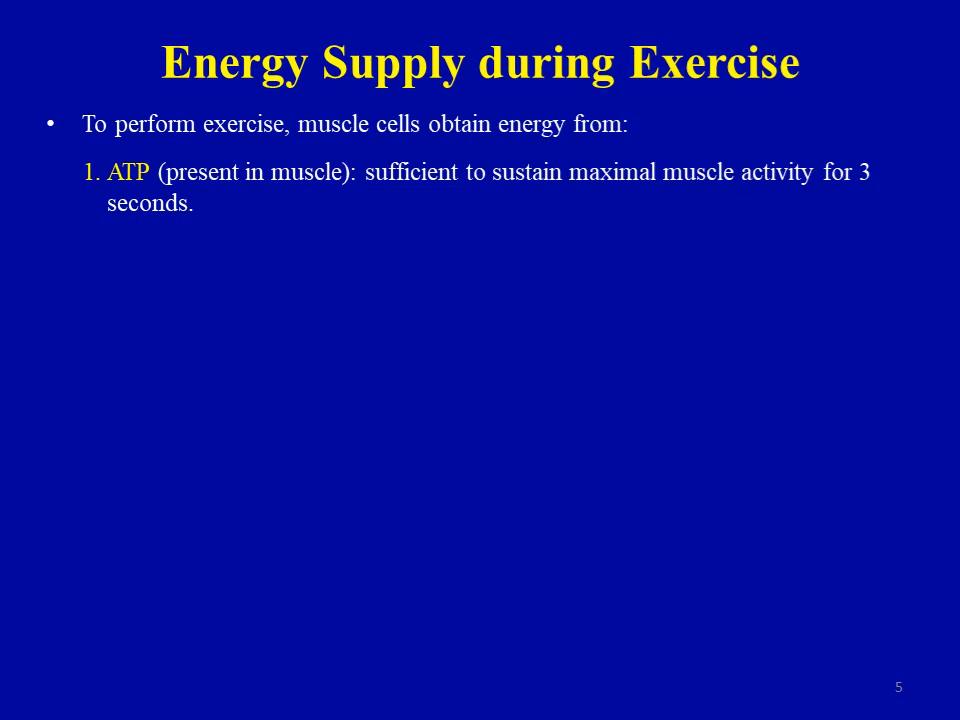 Energy Supply during Exercise
• To perform exercise, muscle cells obtain energy from:
1. ATP (present in muscle): sufficient to sustain maximal muscle activity for 3
seconds.
5